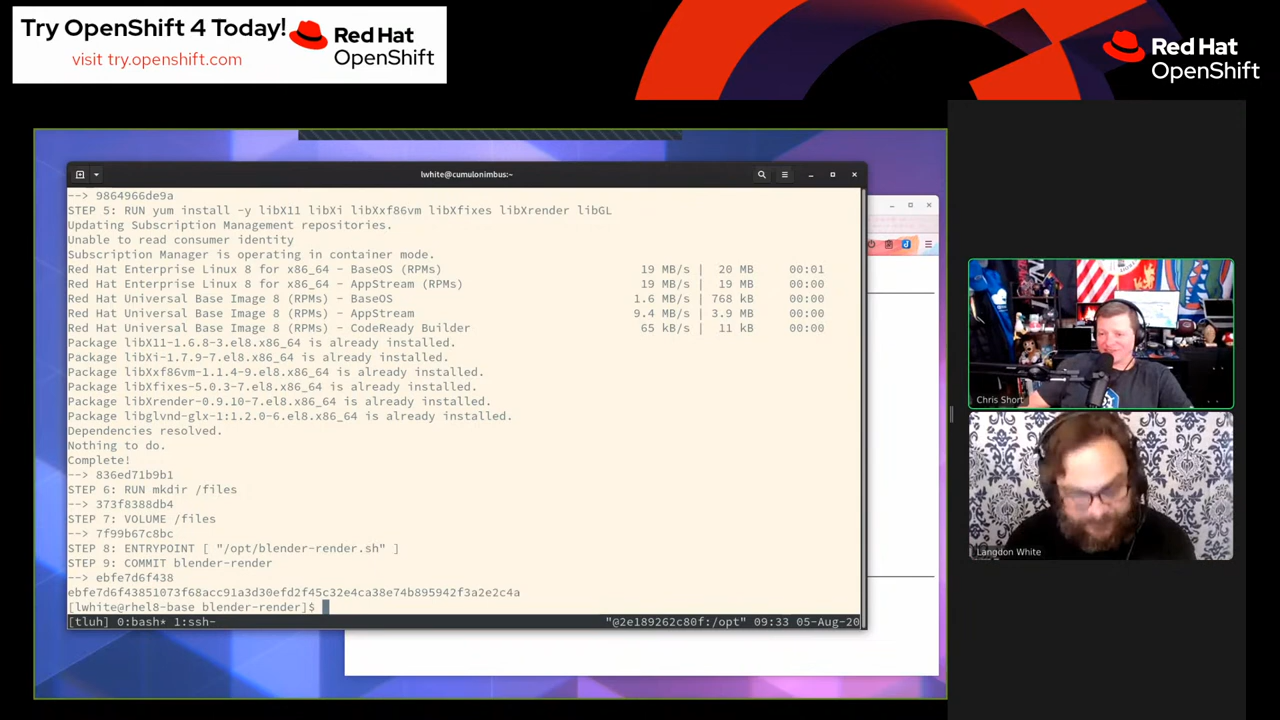 Try OpenShift 4 Today!
visit try.openshift.com
Red Hat
OpenShift
Red Hat
OpenShift
lwhite@cumulonimbus:~
--> 9864966de9a
STEP 5: RUN yum install -y libX11 libXi libXxf86vm libXfixes libXrender libGL
Updating Subscription Management repositories.
Unable to read consumer identity
Subscription Manager is operating in container mode.
Red Hat Enterprise Linux 8 for x86_64 - BaseOS (RPMs) 19 MB/s | 20 MB 00:01
Red Hat Enterprise Linux 8 for x86_64 - AppStream (RPMs) 19 MB/s | 19 MB 00:00
Red Hat Universal Base Image 8 (RPMs) - BaseOS 1.6 MB/s | 768 kB 00:00
Red Hat Universal Base Image 8 (RPMs) - AppStream 9.4 MB/s | 3.9 MB 00:00
Red Hat Universal Base Image 8 (RPMs) - CodeReady Builder 65 kB/s | 11 kB 00:00
Package libX11-1.6.8-3.el8.x86_64 is already installed.
Package libXi-1.7.9-7.el8.x86_64 is already installed.
Package libXxf86vm-1.1.4-9.el8.x86_64 is already installed.
Package libXfixes-5.0.3-7.el8.x86_64 is already installed.
Package libXrender-0.9.10-7.el8.x86_64 is already installed.
Package libglvnd-glx-1:1.2.0-6.el8.x86_64 is already installed.
Dependencies resolved.
Nothing to do.
Complete!
--> 836ed71b9b1
STEP 6: RUN mkdir /files
--> 373f8388db4
STEP 7: VOLUME /files
--> 7f99b67c8bc
STEP 8: ENTRYPOINT [ "/opt/blender-render.sh" ]
STEP 9: COMMIT blender-render
--> ebfe7d6f438
ebfe7d6f43851073f68acc91a3d30efd2f45c32e4ca38e74b895942f3a2e2c4a
[lwhite@rhel8-base blender-render]$
[tluh] 0:bash* 1:ssh- "@2e189262c80f:/opt" 09:33 05-Aug-20
Chris Short
Langdon White